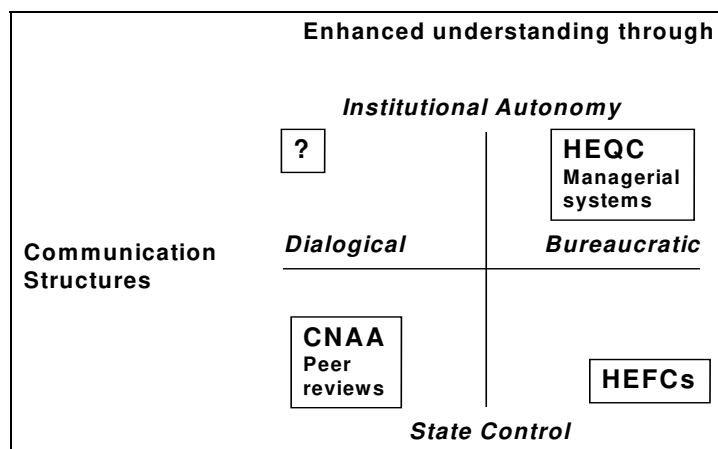 Enhanced understanding through
Institutional Autonomy
?
HEQC
Managerial
systems
Communication
Structures
Dialogical
Bureaucratic
CNAA
Peer
reviews
HEFCs
State Control